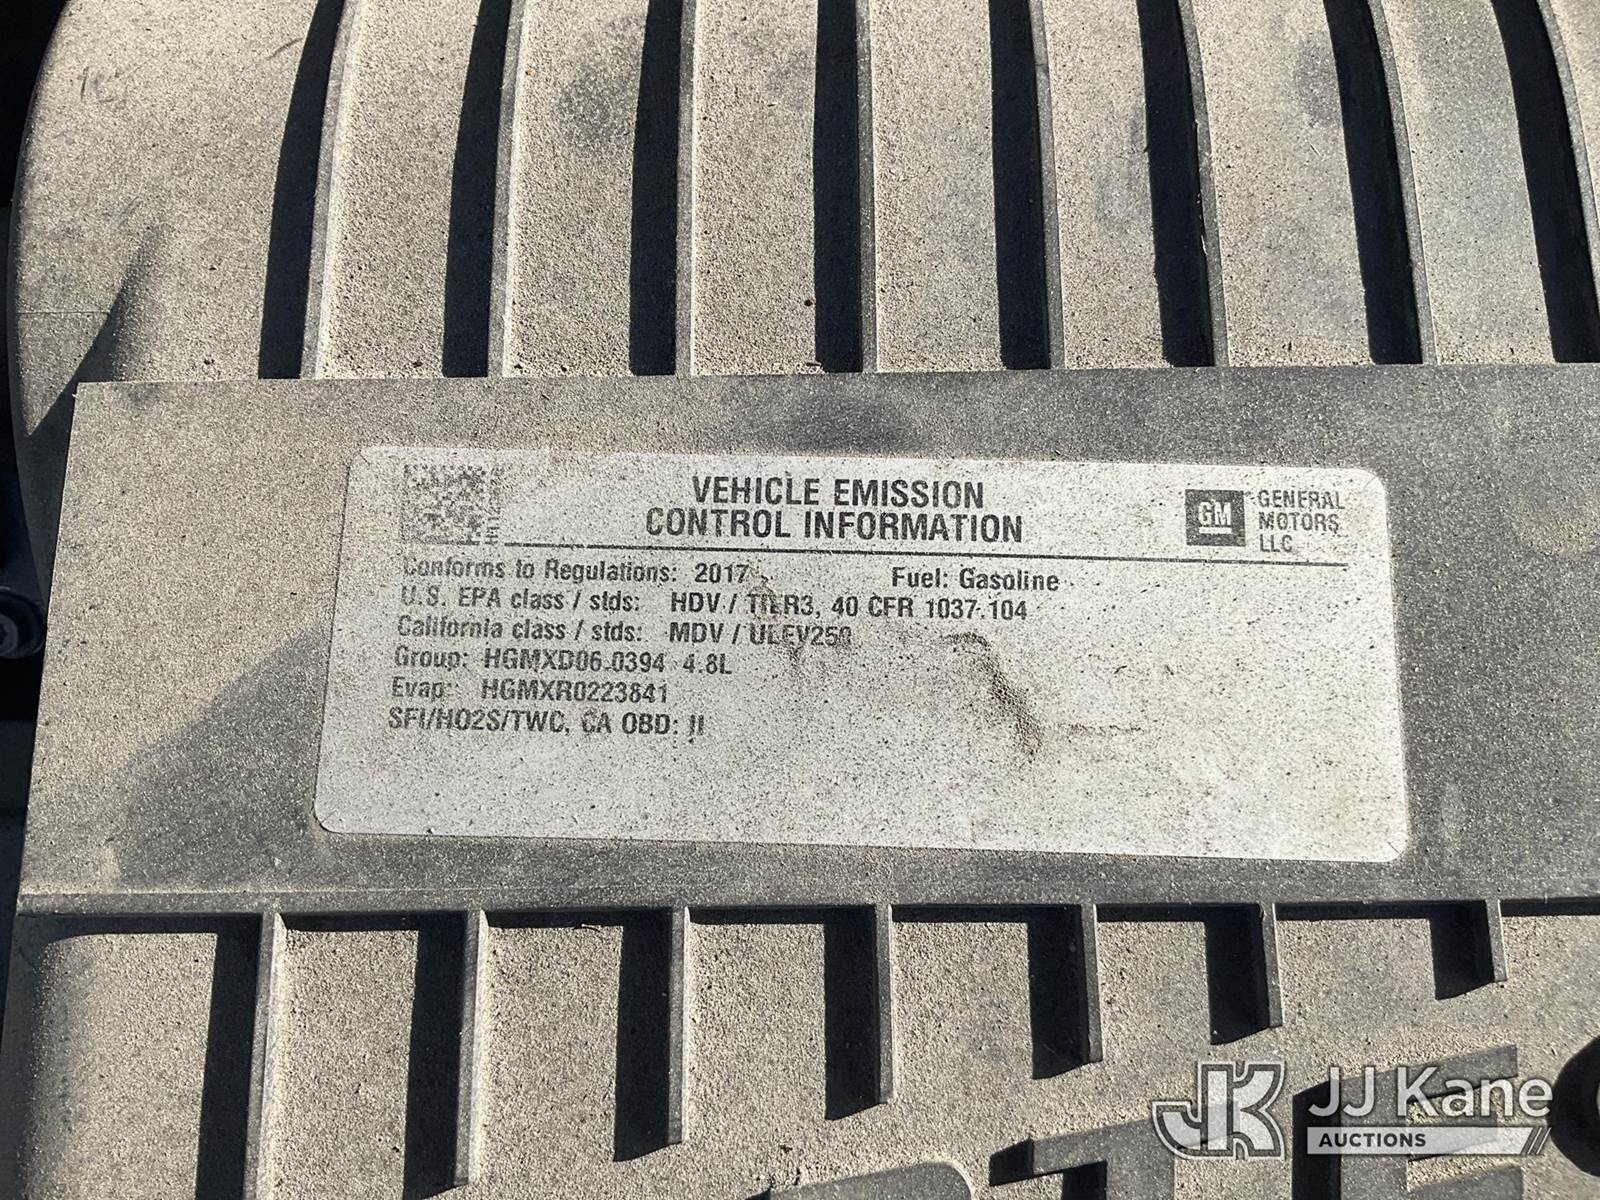 VEHICLE EMISSION
CONTROL INFORMATION
GM GENERAL
MOTORS
LLC
Conforms to Regulations: 2017 Fuel: Gasoline
U.S. EPA class / stds: HDV / TIER3, 40 CFR 1037.104
California class / stds: MDV / ULEV250
Group: HGMXD06.0394 4.8L
Evap: HGMXR0223841
SFI/HO2S/TWC, CA OBD: II
JK JJ Kane
AUCTIONS